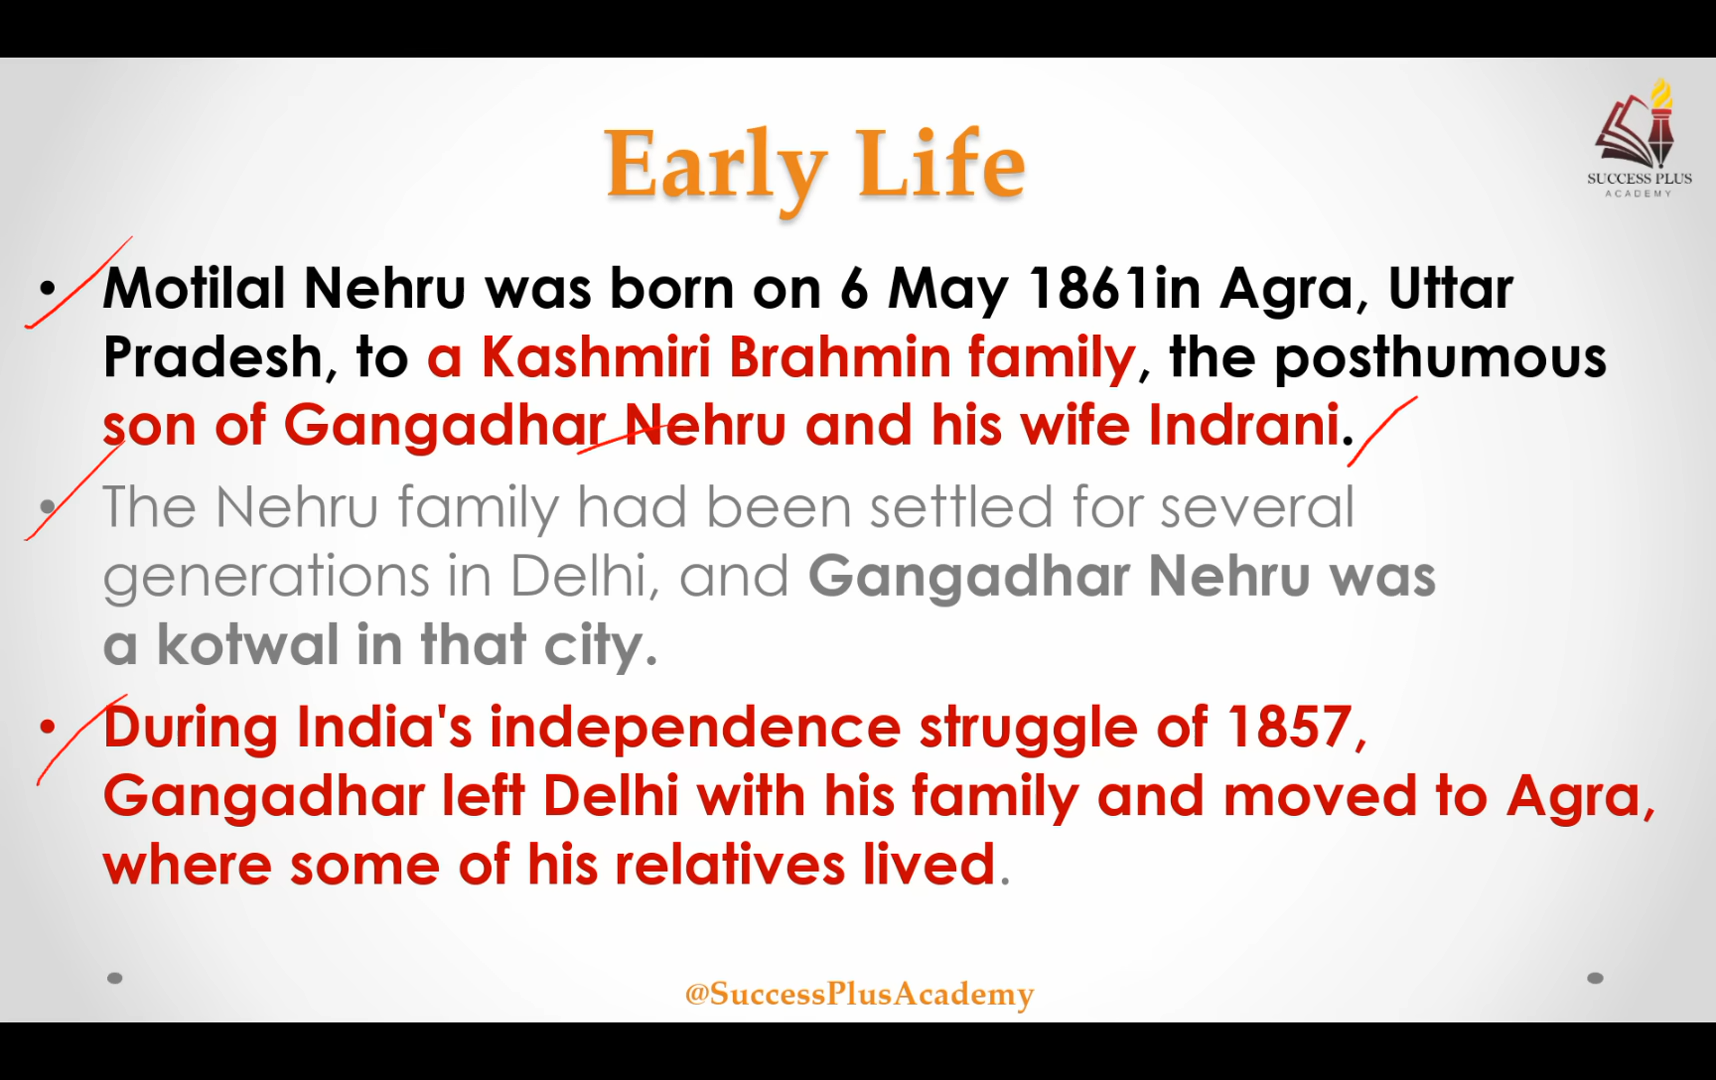 Early Life
SUCCESS PLUS
ACADEMY
• Motilal Nehru was born on 6 May 1861in Agra, Uttar
Pradesh, to a Kashmiri Brahmin family, the posthumous
son of Gangadhar Nehru and his wife Indrani.
• The Nehru family had been settled for several
generations in Delhi, and Gangadhar Nehru was
a kotwal in that city.
• During India's independence struggle of 1857,
Gangadhar left Delhi with his family and moved to Agra,
where some of his relatives lived.
@SuccessPlusAcademy